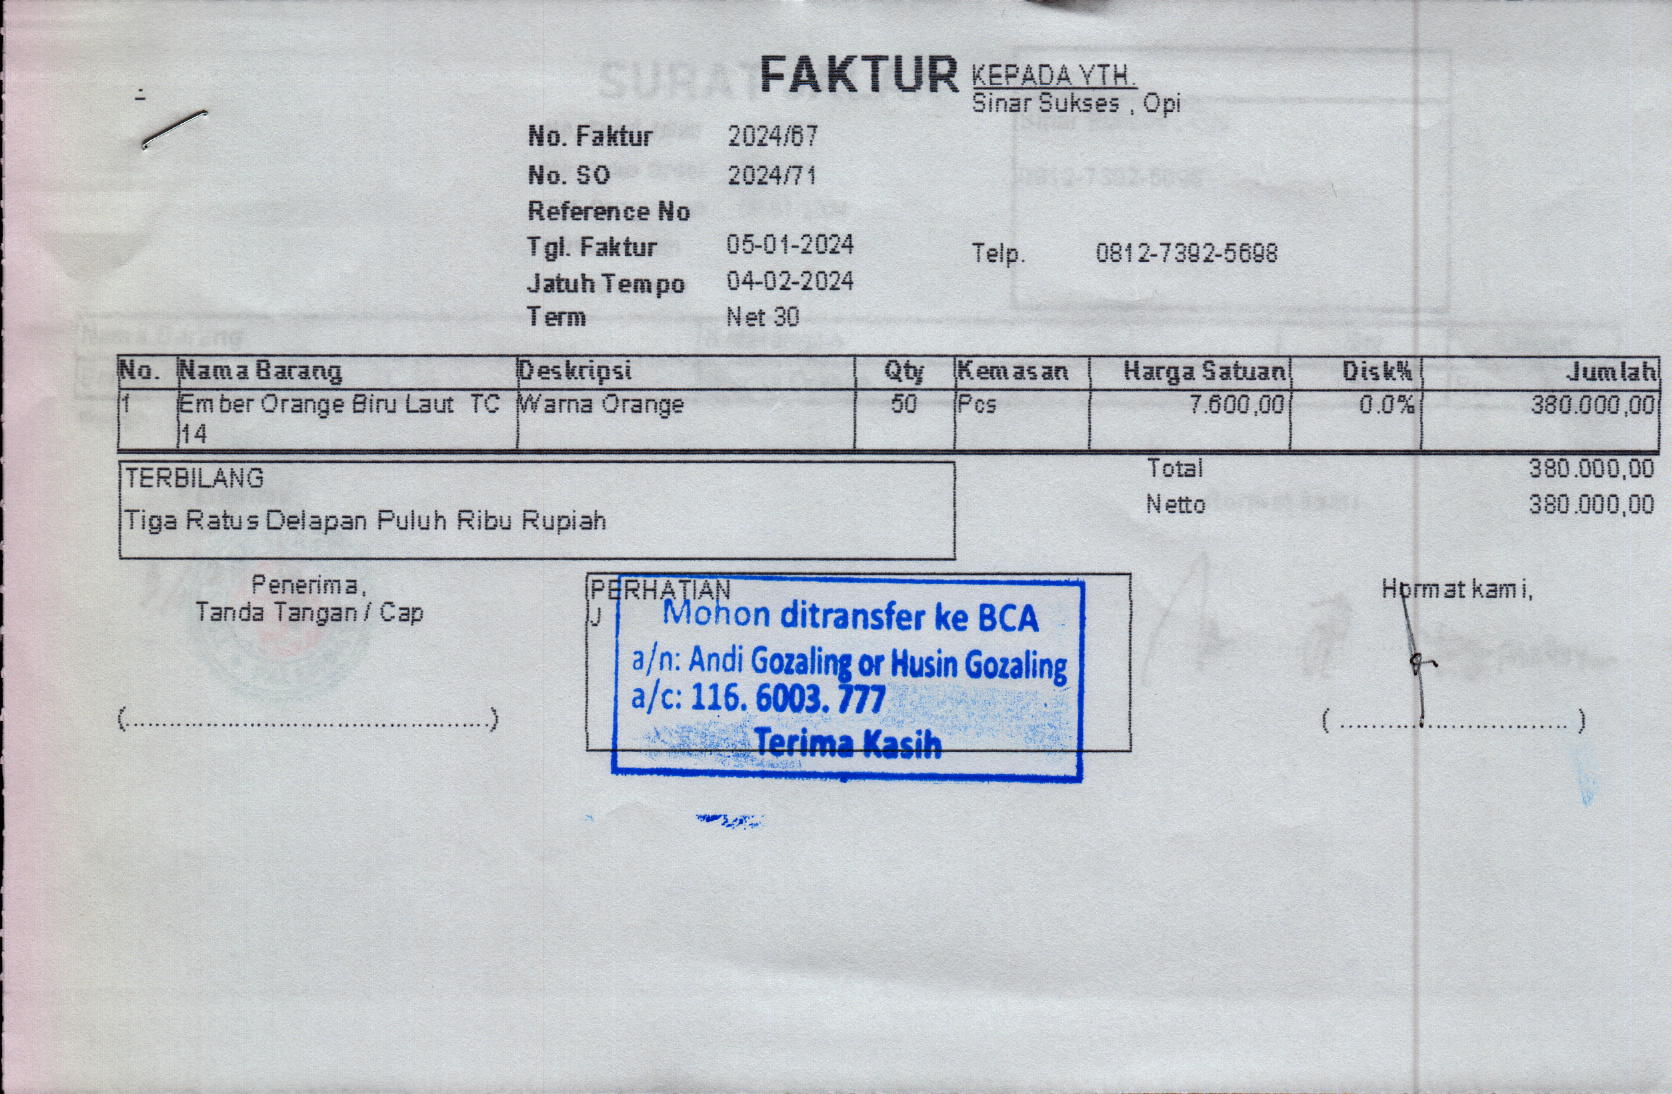 FAKTUR
KEPADA YTH.
Sinar Sukses , Opi
No. Faktur 2024/67
No. SO 2024/71
Reference No
Tgl. Faktur 05-01-2024
Telp. 0812-7392-5698
Jatuh Tempo 04-02-2024
Term Net 30
No. Nama Barang Deskripsi Qty Kemasan Harga Satuan Disk% Jumlah
1 Ember Orange Biru Laut TC Warna Orange 50 Pcs 7.600,00 0.0% 380.000,00
14
TERBILANG
Tiga Ratus Delapan Puluh Ribu Rupiah
Total 380.000,00
Netto 380.000,00
Penerima,
Tanda Tangan / Cap
(............................................)
PERHATIAN
J
Mohon ditransfer ke BCA
a/n: Andi Gozaling or Husin Gozaling
a/c: 116. 6003. 777
Terima Kasih
Hormat kami,
(............................)